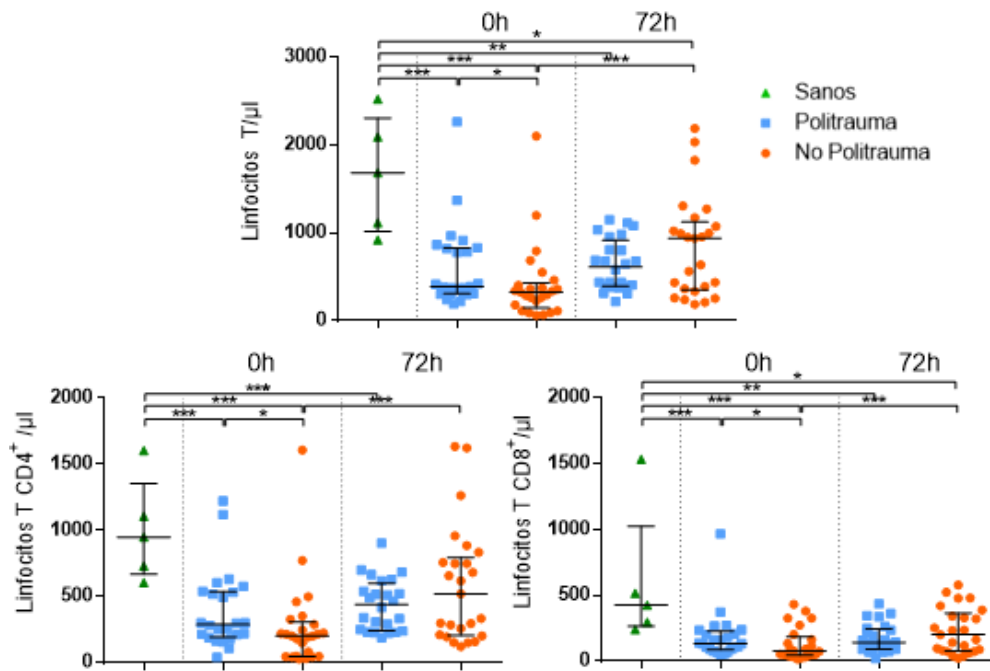 0h 72h
*
**
*** ***
*** *
3000
2000
1000
0
Linfocitos T/µl
Sanos
Politrauma
No Politrauma
0h 72h
***
*** ***
*** *
2000
1500
1000
500
0
Linfocitos T CD4⁺/µl
0h 72h
*
**
*** ***
*** *
2000
1500
1000
500
0
Linfocitos T CD8⁺/µl